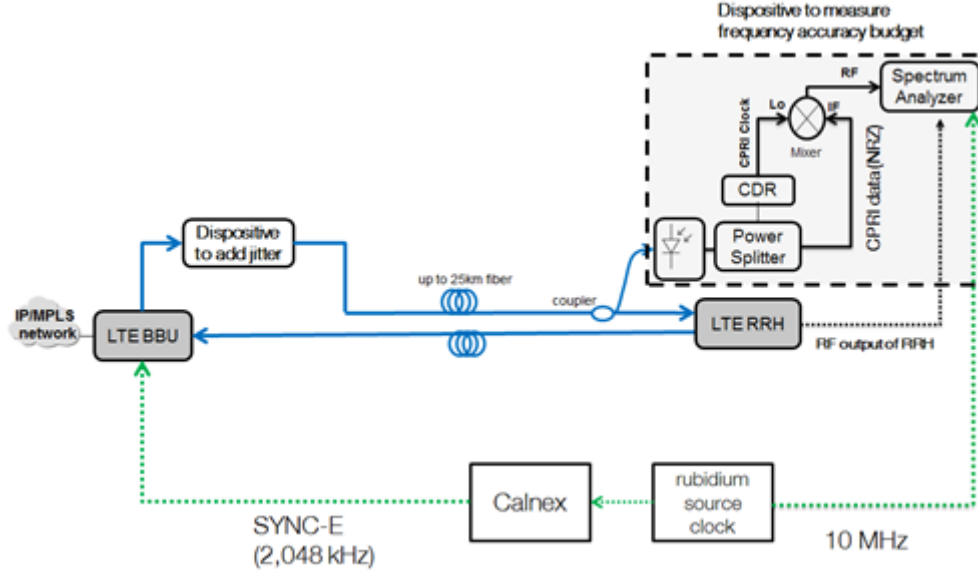 Dispositive to measure
frequency accuracy budget
RF
Spectrum
Analyzer
Lo
IF
Mixer
CPRI Clock
CPRI data (NRZ)
CDR
Power
Splitter
Dispositive
to add jitter
up to 25km fiber
coupler
IP/MPLS
network
LTE BBU
LTE RRH
RF output of RRH
Calnex
rubidium
source
clock
SYNC-E
(2,048 kHz)
10 MHz